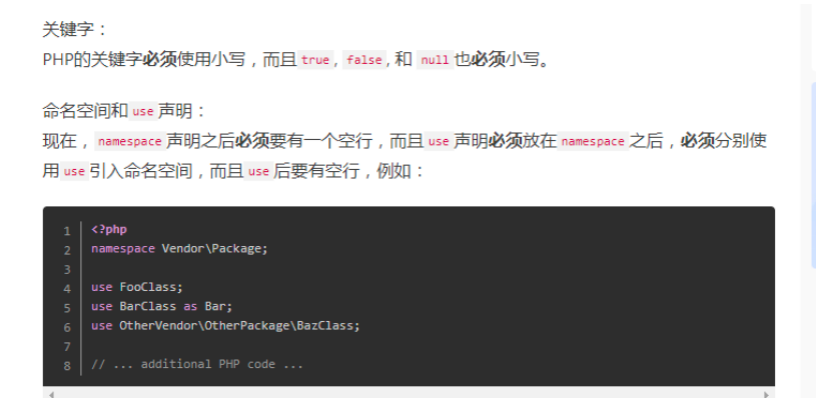 关键字：
PHP的关键字必须使用小写，而且 true, false, 和 null 也必须小写。
命名空间和 use 声明：
现在， namespace 声明之后必须要有一个空行，而且 use 声明必须放在 namespace 之后，必须分别使
用 use 引入命名空间，而且 use 后要有空行，例如：
1 <?php
2 namespace Vendor\Package;
3
4 use FooClass;
5 use BarClass as Bar;
6 use OtherVendor\OtherPackage\BazClass;
7
8 // ... additional PHP code ...